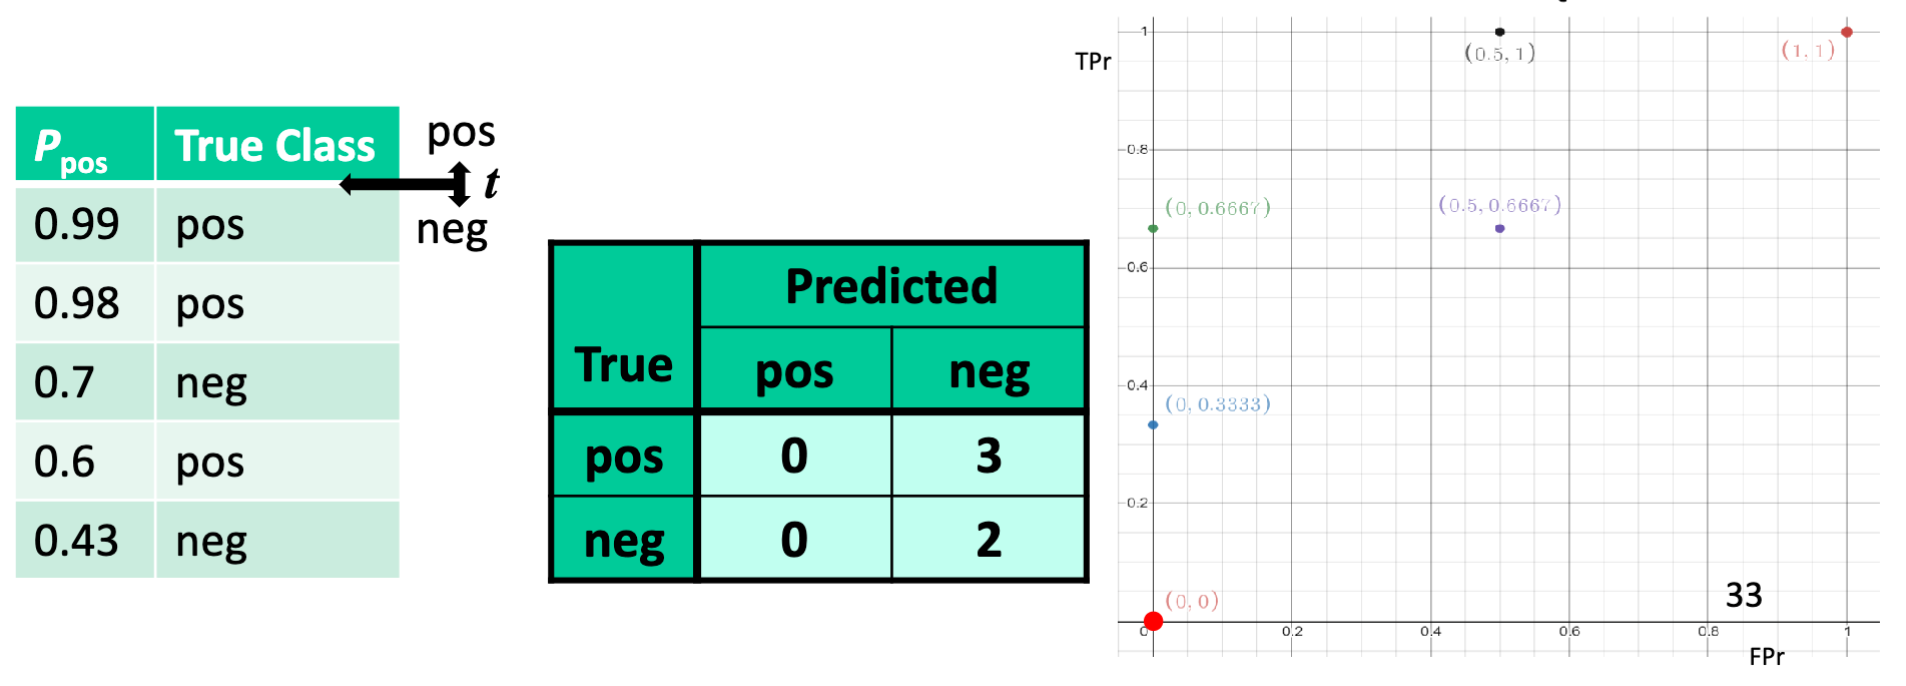 P pos True Class
0.99 pos
0.98 pos
0.7 neg
0.6 pos
0.43 neg
pos
t
neg
True Predicted
pos neg
pos 0 3
neg 0 2
TPr
1
0.8
0.6
0.4
0.2
0
(0.5, 1)
(1, 1)
(0, 0.6667)
(0.5, 0.6667)
(0, 0.3333)
(0, 0)
33
0.2 0.4 0.6 0.8 1
FPr